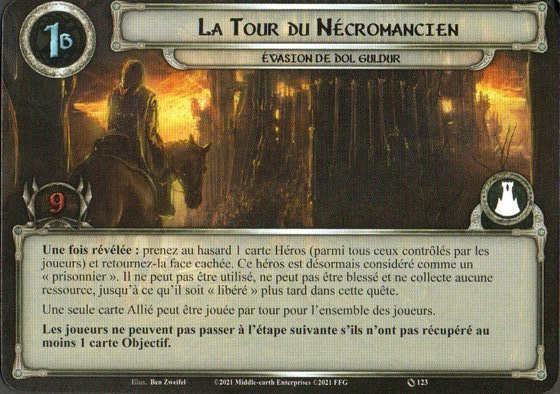 1B
LA TOUR DU NÉCROMANCIEN
ÉVASION DE DOL GULDUR
9
Une fois révélée : prenez au hasard 1 carte Héros (parmi tous ceux contrôlés par les
joueurs) et retournez-la face cachée. Ce héros est désormais considéré comme un
« prisonnier ». Il ne peut pas être utilisé, ne peut pas être blessé et ne collecte aucune
ressource, jusqu'à ce qu'il soit « libéré » plus tard dans cette quête.
Une seule carte Allié peut être jouée par tour pour l'ensemble des joueurs.
Les joueurs ne peuvent pas passer à l'étape suivante s'ils n'ont pas récupéré au
moins 1 carte Objectif.
Illus. Ben Zweifel ©2021 Middle-earth Enterprises ©2021 FFG 123